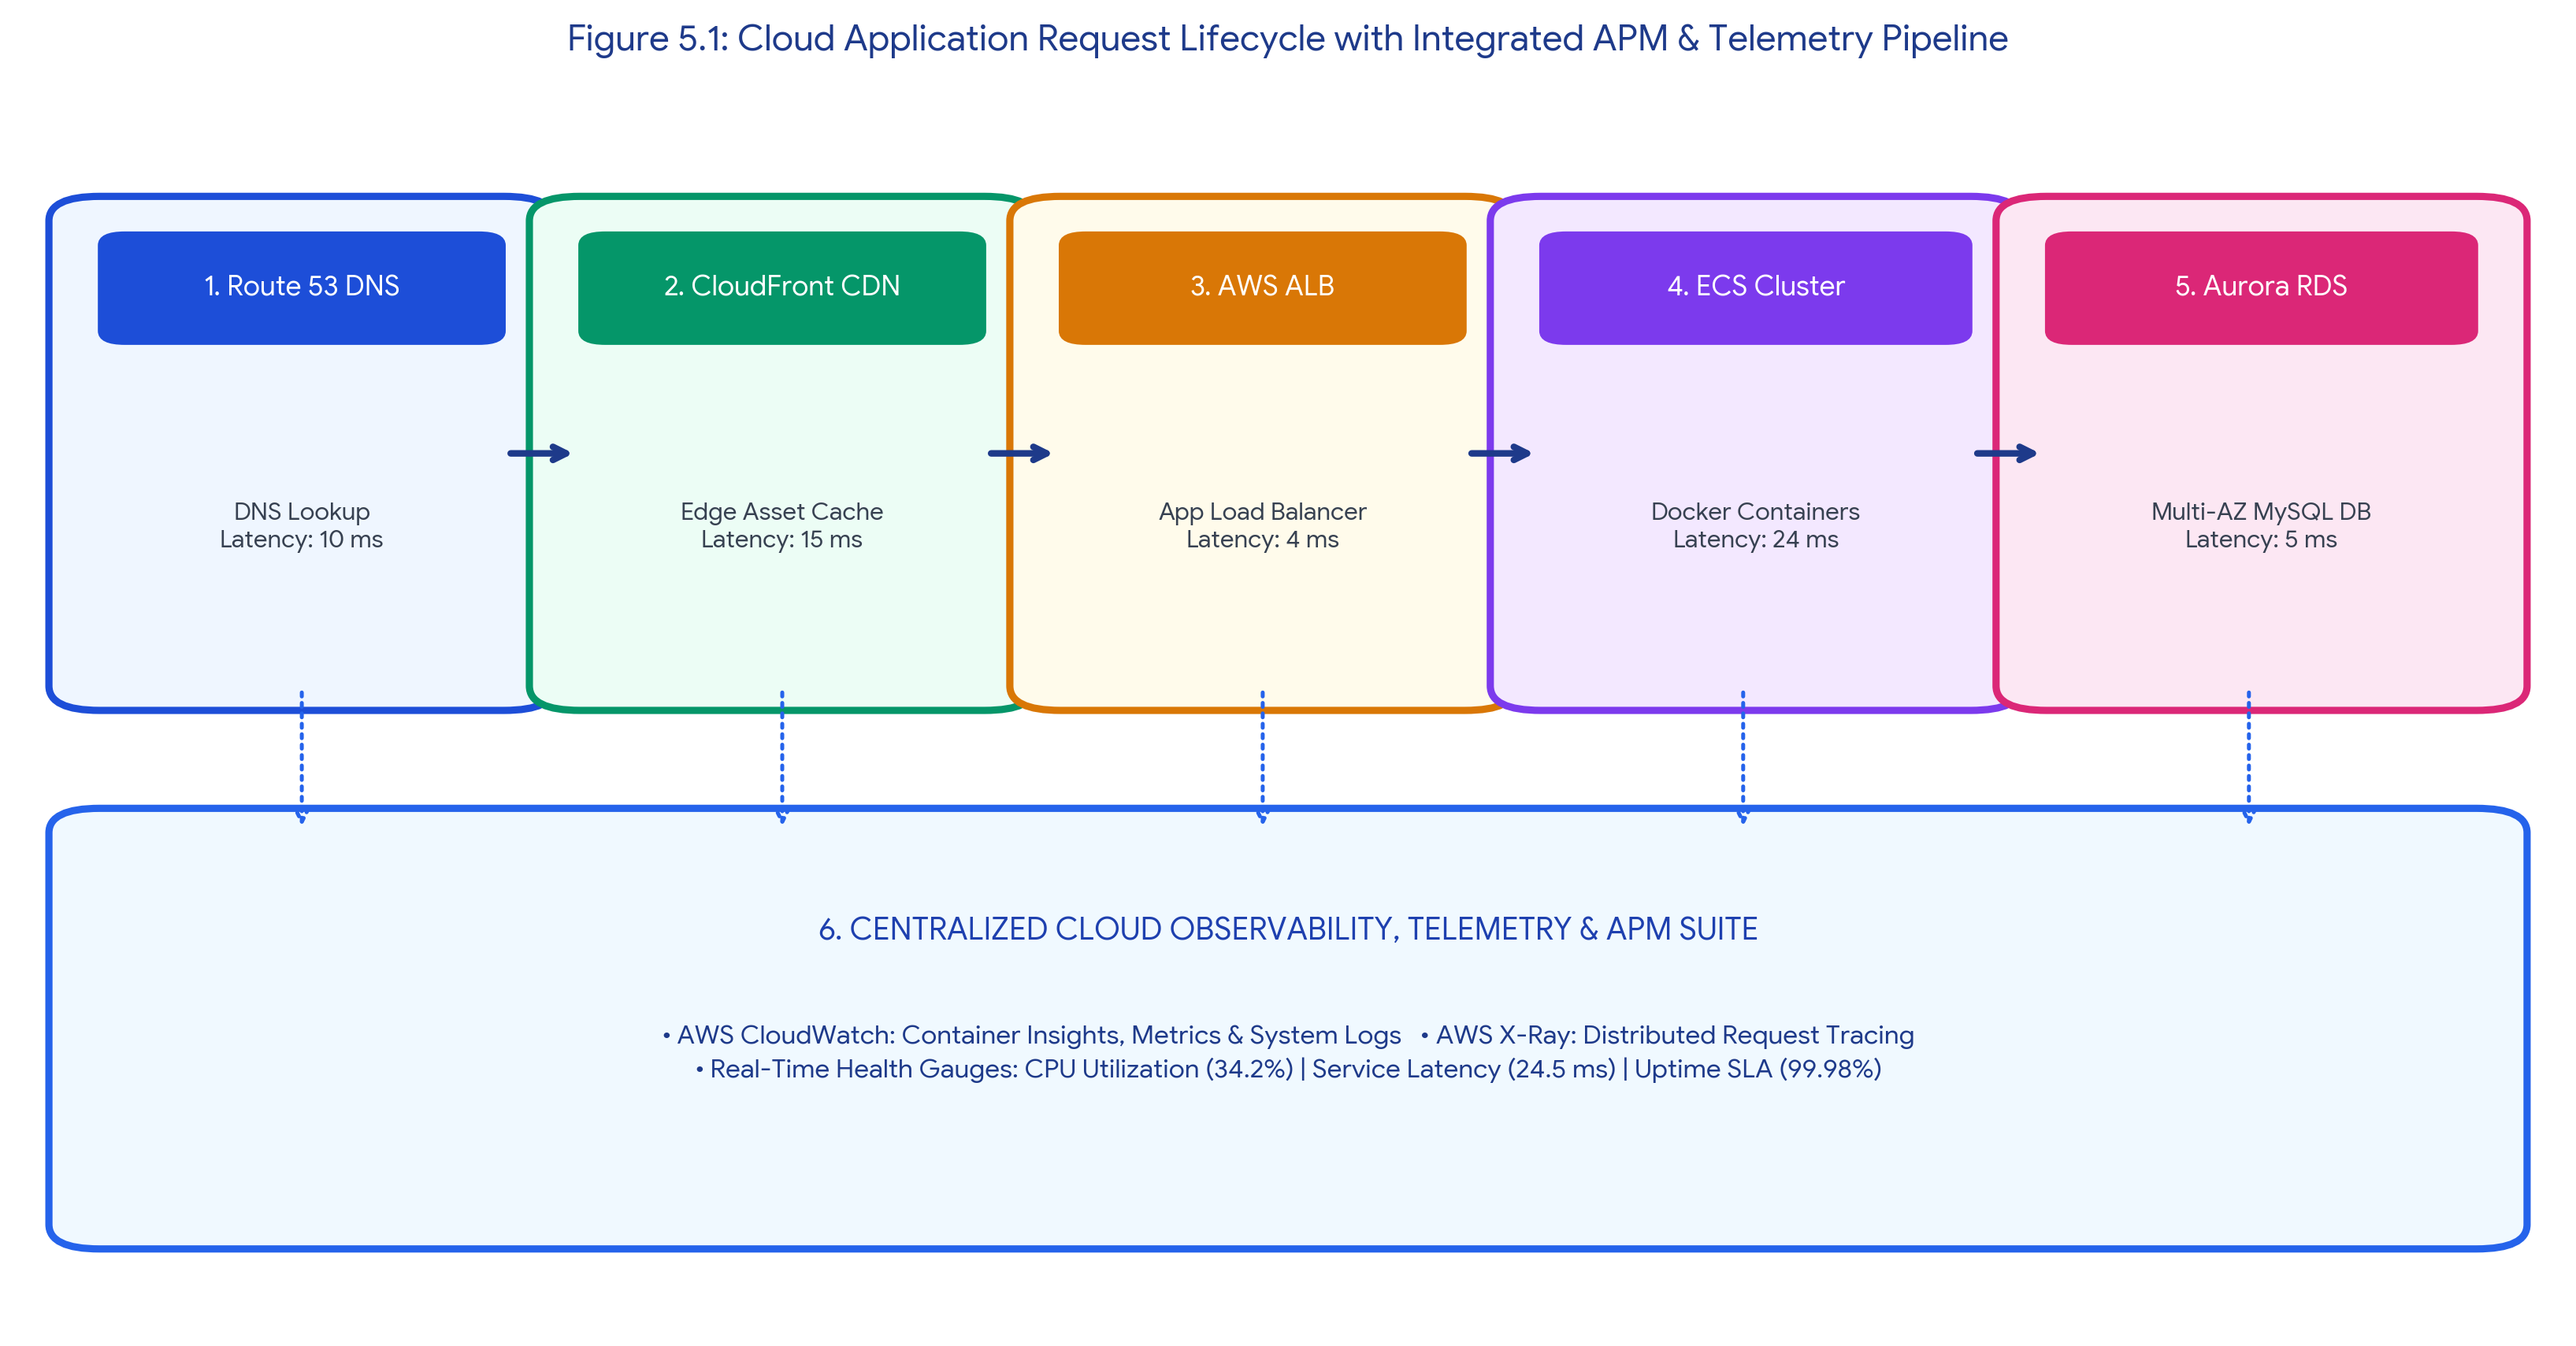 Figure 5.1: Cloud Application Request Lifecycle with Integrated APM & Telemetry Pipeline
1. Route 53 DNS
DNS Lookup
Latency: 10 ms
2. CloudFront CDN
Edge Asset Cache
Latency: 15 ms
3. AWS ALB
App Load Balancer
Latency: 4 ms
4. ECS Cluster
Docker Containers
Latency: 24 ms
5. Aurora RDS
Multi-AZ MySQL DB
Latency: 5 ms
6. CENTRALIZED CLOUD OBSERVABILITY, TELEMETRY & APM SUITE
• AWS CloudWatch: Container Insights, Metrics & System Logs • AWS X-Ray: Distributed Request Tracing
• Real-Time Health Gauges: CPU Utilization (34.2%) | Service Latency (24.5 ms) | Uptime SLA (99.98%)